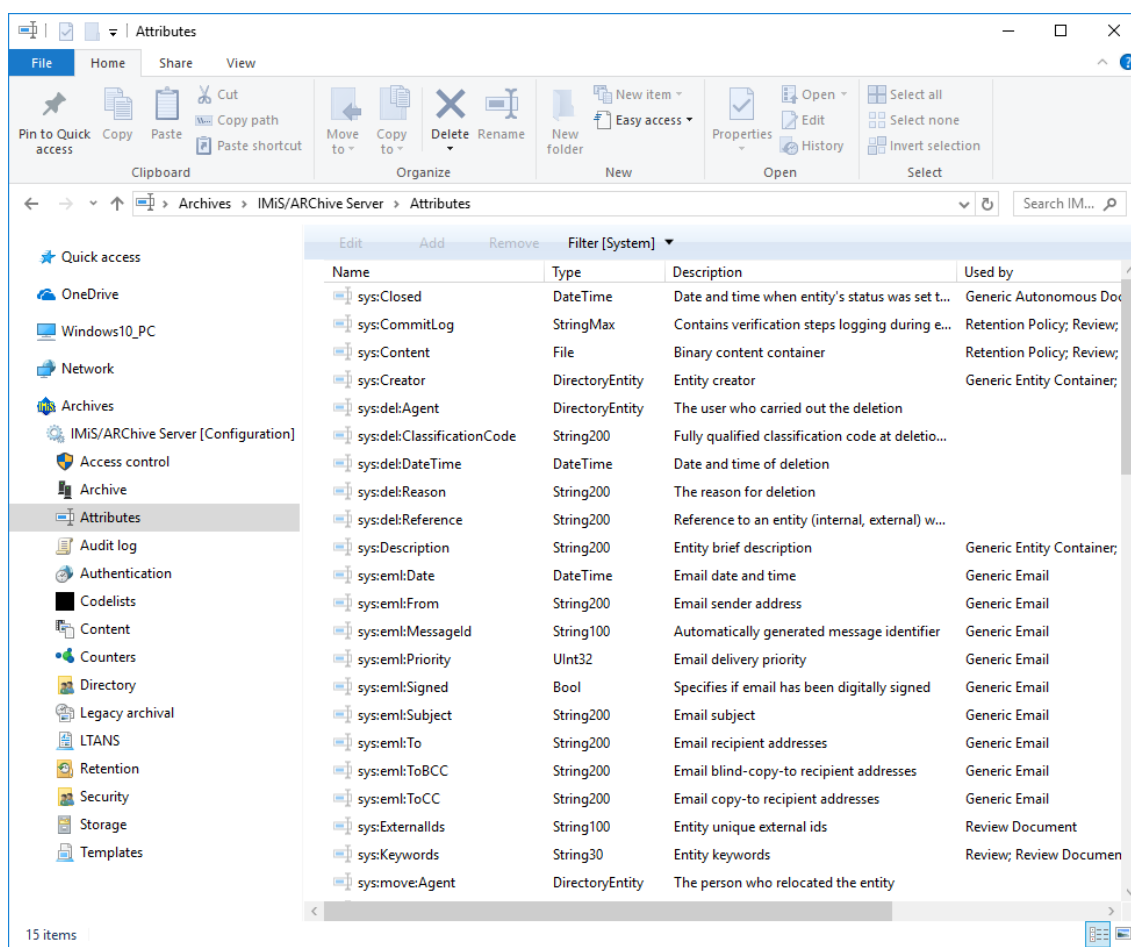 Attributes
File Home Share View
Pin to Quick access
Copy
Paste
Cut
Copy path
Paste shortcut
Clipboard
Move to
Copy to
Delete
Rename
Organize
New folder
New item
Easy access
New
Properties
Open
Edit
History
Open
Select all
Select none
Invert selection
Select
Archives > IMiS/ARChive Server > Attributes
Search IM...
Quick access
OneDrive
Windows10_PC
Network
Archives
IMiS/ARChive Server [Configuration]
Access control
Archive
Attributes
Audit log
Authentication
Codelists
Content
Counters
Directory
Legacy archival
LTANS
Retention
Security
Storage
Templates
Edit Add Remove Filter [System]
Name Type Description Used by
sys:Closed DateTime Date and time when entity's status was set t... Generic Autonomous Doc
sys:CommitLog StringMax Contains verification steps logging during e... Retention Policy; Review;
sys:Content File Binary content container Retention Policy; Review;
sys:Creator DirectoryEntity Entity creator Generic Entity Container;
sys:del:Agent DirectoryEntity The user who carried out the deletion
sys:del:ClassificationCode String200 Fully qualified classification code at deletio...
sys:del:DateTime DateTime Date and time of deletion
sys:del:Reason String200 The reason for deletion
sys:del:Reference String200 Reference to an entity (internal, external) w...
sys:Description String200 Entity brief description Generic Entity Container;
sys:eml:Date DateTime Email date and time Generic Email
sys:eml:From String200 Email sender address Generic Email
sys:eml:MessageId String100 Automatically generated message identifier Generic Email
sys:eml:Priority UInt32 Email delivery priority Generic Email
sys:eml:Signed Bool Specifies if email has been digitally signed Generic Email
sys:eml:Subject String200 Email subject Generic Email
sys:eml:To String200 Email recipient addresses Generic Email
sys:eml:ToBCC String200 Email blind-copy-to recipient addresses Generic Email
sys:eml:ToCC String200 Email copy-to recipient addresses Generic Email
sys:ExternalIds String100 Entity unique external ids Review Document
sys:Keywords String30 Entity keywords Review; Review Documen
sys:move:Agent DirectoryEntity The person who relocated the entity
15 items